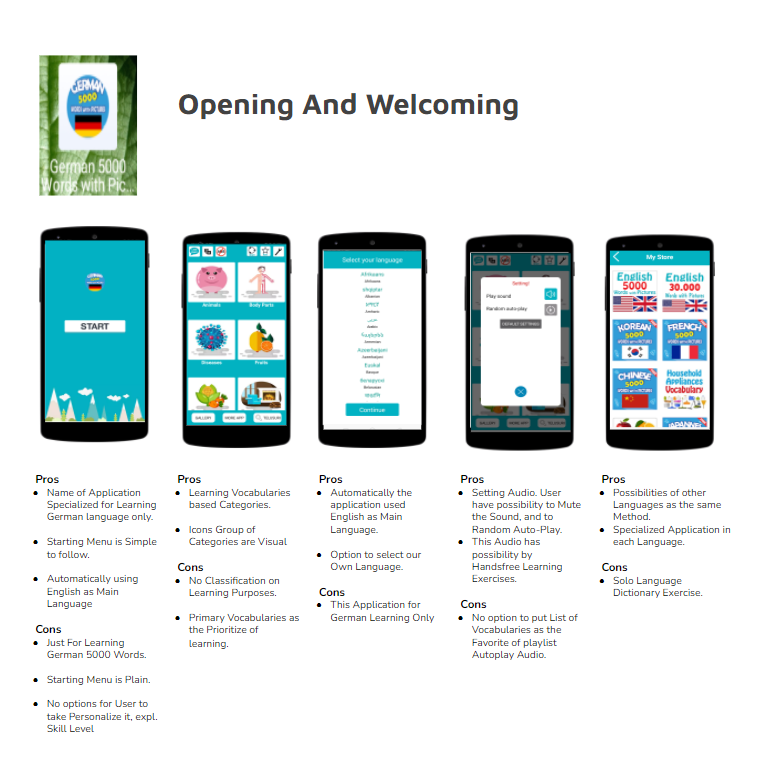 GERMAN
5000
WORDS with PICTURE
German 5000
Words with Pic...
Opening And Welcoming
START
Animals
Body Parts
Diseases
Fruits
GALLERY
MORE APP
Select your language
Afrikaans
Afrikaans
Albanian
Amharic
Arabic
Armenian
Azerbaijani
Azerbaijani
Euskal
Basque
Беларускі
Belarusian
Continue
Setting!
Play sound
Random auto play
DEFAULT SETTINGS
My Store
English
5000
Words with Pictures
English
30.000
Words with Pictures
KOREAN
5000
FRENCH
5000
CHINESE
5000
Household
Appliances
Vocabulary
Pros
Name of Application
Specialized for Learning
German language only.
Starting Menu is Simple
to follow.
Automatically using
English as Main
Language
Cons
Just For Learning
German 5000 Words.
Starting Menu is Plain.
No options for User to
take Personalize it, expl.
Skill Level
Pros
Learning Vocabularies
based Categories.
Icons Group of
Categories are Visual
Cons
No Classification on
Learning Purposes.
Primary Vocabularies as
the Prioritize of
learning.
Pros
Automatically the
application used
English as Main
Language.
Option to select our
Own Language.
Cons
This Application for
German Learning Only
Pros
Setting Audio. User
have possibility to Mute
the Sound, and to
Random Auto-Play.
This Audio has
possibility by
Handsfree Learning
Exercises.
Cons
No option to put List of
Vocabularies as the
Favorite of playlist
Autoplay Audio.
Pros
Possibilities of other
Languages as the same
Method.
Specialized Application in
each Language.
Cons
Solo Language
Dictionary Exercise.